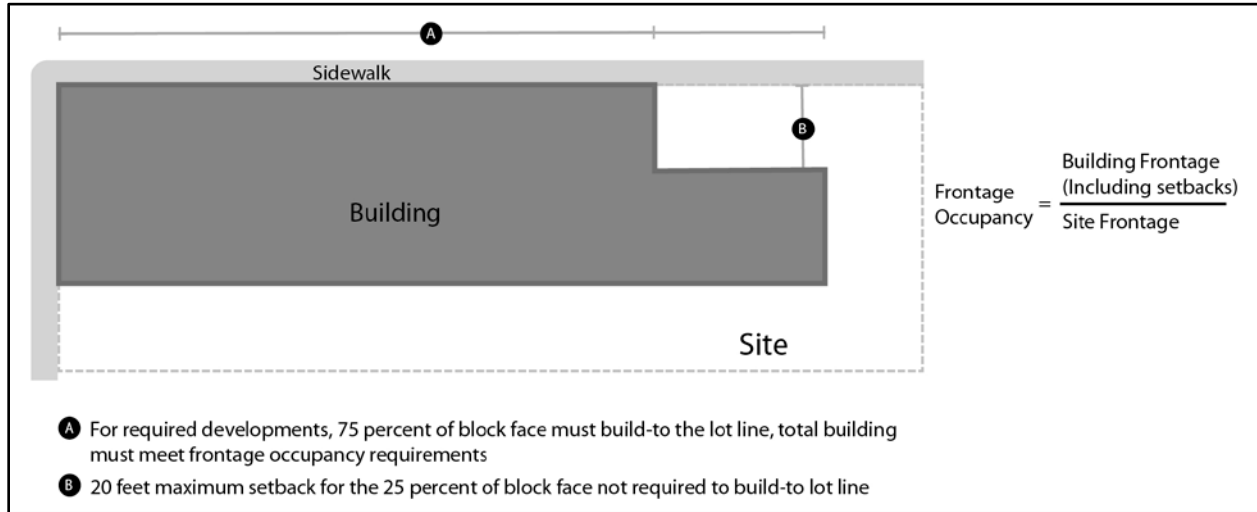 A
Sidewalk
B
Building
Site
Frontage
Occupancy
=
Building Frontage
(Including setbacks)
Site Frontage
A For required developments, 75 percent of block face must build-to the lot line, total building
must meet frontage occupancy requirements
B 20 feet maximum setback for the 25 percent of block face not required to build-to lot line